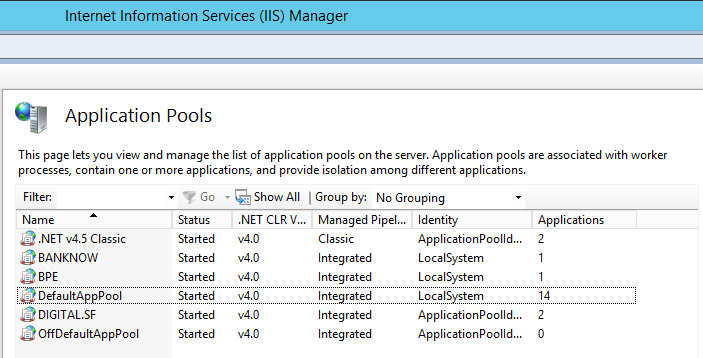 Internet Information Services (IIS) Manager
Application Pools
This page lets you view and manage the list of application pools on the server. Application pools are associated with worker
processes, contain one or more applications, and provide isolation among different applications.
Filter: Go Show All Group by: No Grouping
Name Status .NET CLR V... Managed Pipel... Identity Applications
.NET v4.5 Classic Started v4.0 Classic ApplicationPoolId... 2
BANKNOW Started v4.0 Integrated LocalSystem 1
BPE Started v4.0 Integrated LocalSystem 1
DefaultAppPool Started v4.0 Integrated LocalSystem 14
DIGITAL.SF Started v4.0 Integrated ApplicationPoolId... 2
OffDefaultAppPool Started v4.0 Integrated ApplicationPoolId... 0